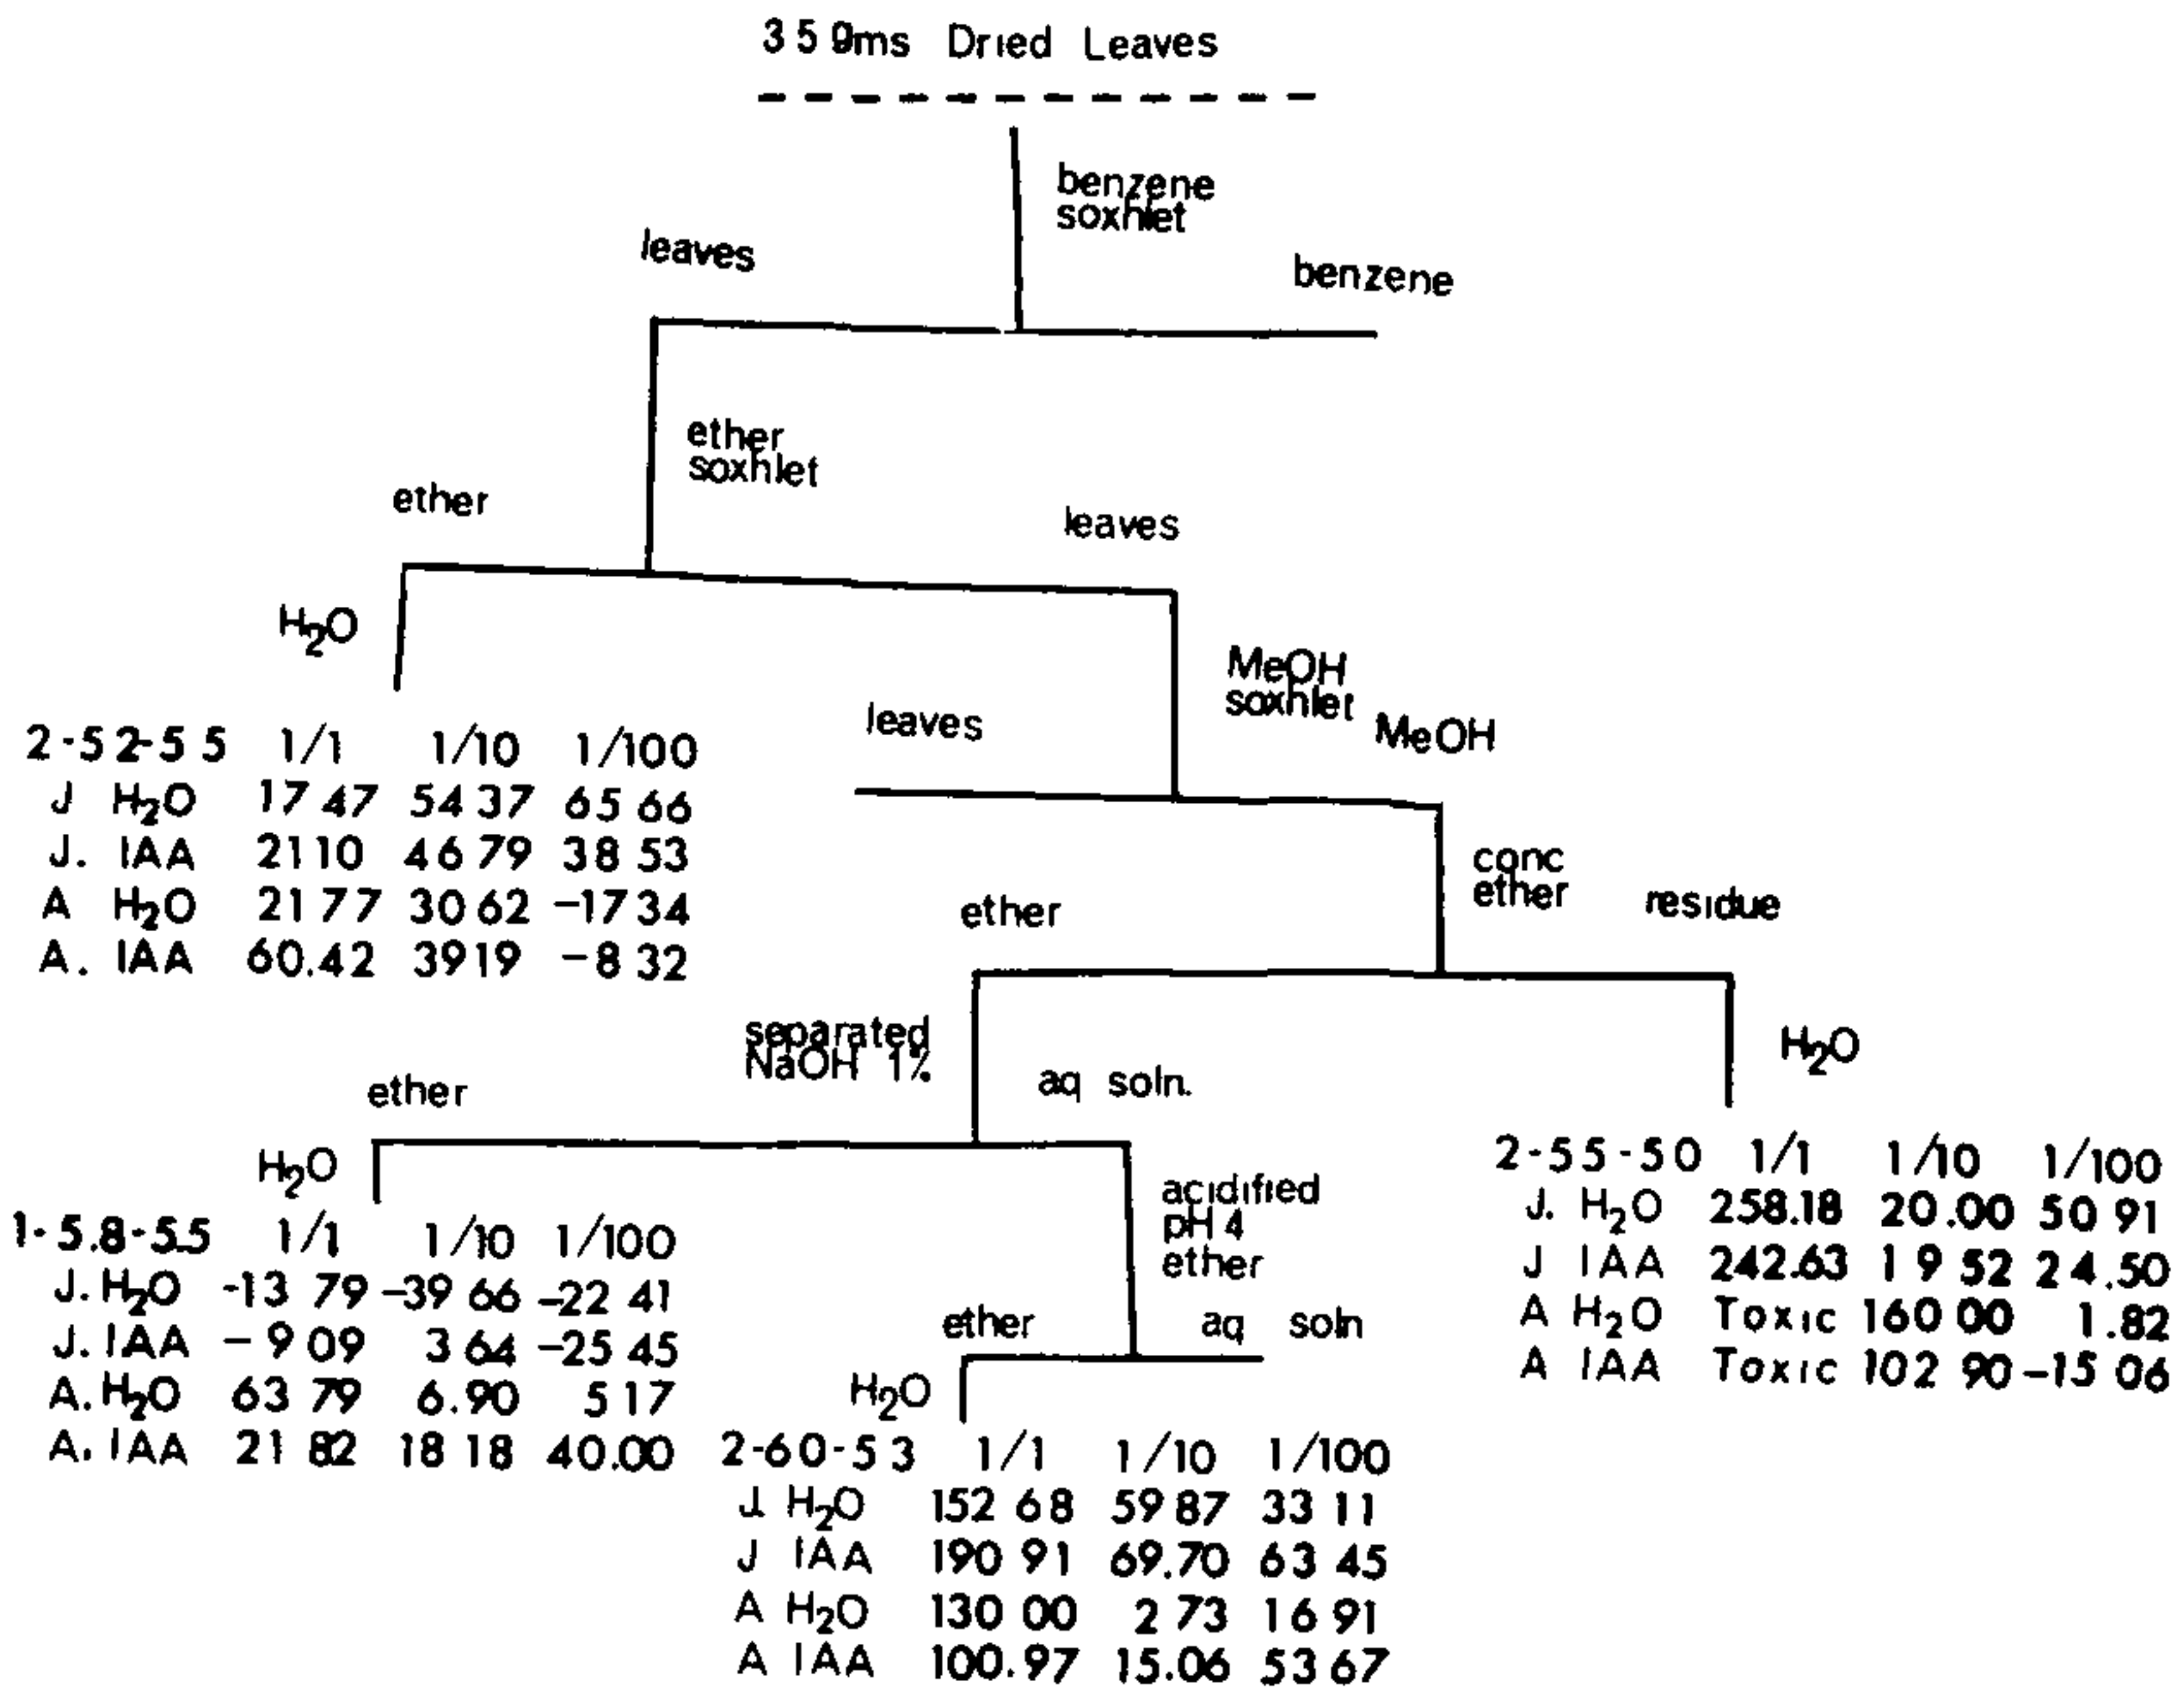 359ms Dried Leaves
benzene
soxhlet
leaves
benzene
ether
soxhlet
ether
leaves
H₂O
MeOH
soxhlet
leaves
MeOH
2-52-55 1/1 1/10 1/100
J H₂O 17 47 54 37 65 66
J. IAA 21 10 46 79 38 53
A H₂O 21 77 30 62 -17 34
A. IAA 60.42 39 19 -8 32
conc
ether
ether
residue
separated
NaOH 1%
H₂O
ether
aq soln.
H₂O
2-55-50 1/1 1/10 1/100
J. H₂O 258.18 20.00 50 91
J IAA 242.63 19 52 24.50
A H₂O Toxic 160 00 1.82
A IAA Toxic 102 90 -15 06
acidified
pH 4
ether
1-5.8-5.5 1/1 1/10 1/100
J. H₂O -13 79 -39 66 -22 41
J. IAA -9 09 3 64 -25 45
A. H₂O 63 79 6.90 5 17
A. IAA 21 82 18 18 40.00
ether
aq soln
H₂O
2-60-53 1/1 1/10 1/100
J H₂O 152 68 59 87 33 11
J IAA 190 91 69.70 63 45
A H₂O 130 00 2 73 16 91
A IAA 100.97 15.06 53 67